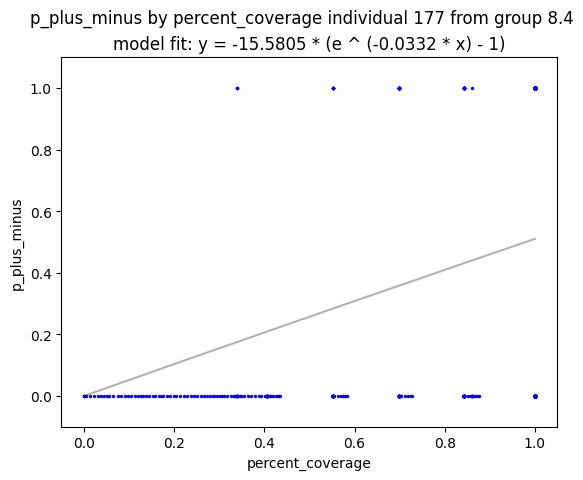 p_plus_minus by percent_coverage individual 177 from group 8.4
model fit: y = -15.5805 * (e ^ (-0.0332 * x) - 1)
1.0
0.8
0.6
0.4
0.2
0.0
p_plus_minus
0.0 0.2 0.4 0.6 0.8 1.0
percent_coverage